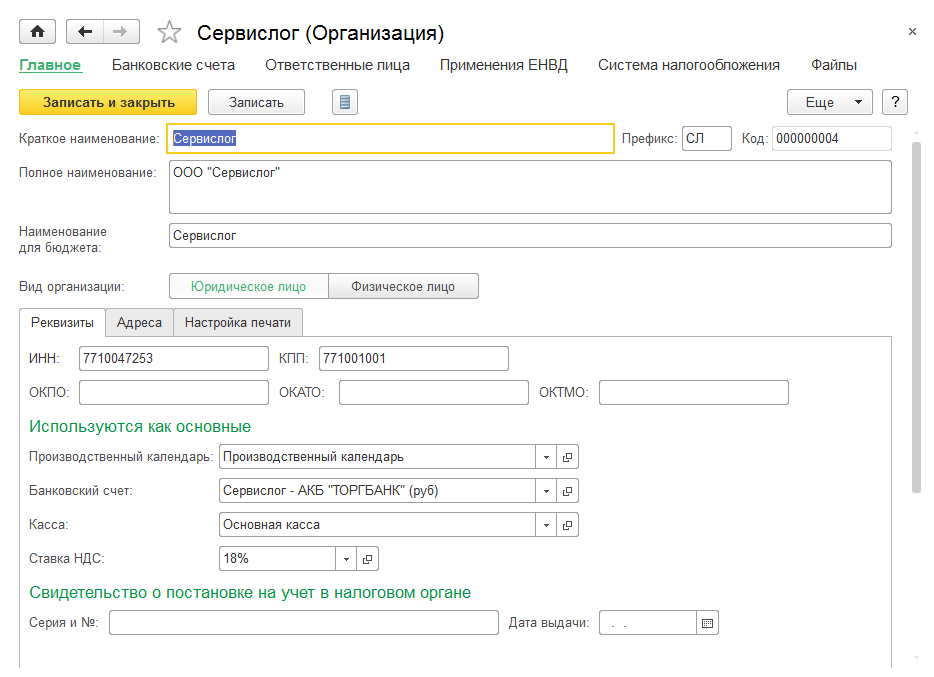 Сервислог (Организация)
Главное Банковские счета Ответственные лица Применения ЕНВД Система налогообложения Файлы
Записать и закрыть Записать Еще ?
Краткое наименование: Сервислог Префикс: СЛ Код: 000000004
Полное наименование: ООО "Сервислог"
Наименование
для бюджета: Сервислог
Вид организации: Юридическое лицо Физическое лицо
Реквизиты Адреса Настройка печати
ИНН: 7710047253 КПП: 771001001
ОКПО: ОКАТО: ОКТМО:
Используются как основные
Производственный календарь: Производственный календарь
Банковский счет: Сервислог - АКБ "ТОРГБАНК" (руб)
Касса: Основная касса
Ставка НДС: 18%
Свидетельство о постановке на учет в налоговом органе
Серия и №: Дата выдачи: . .